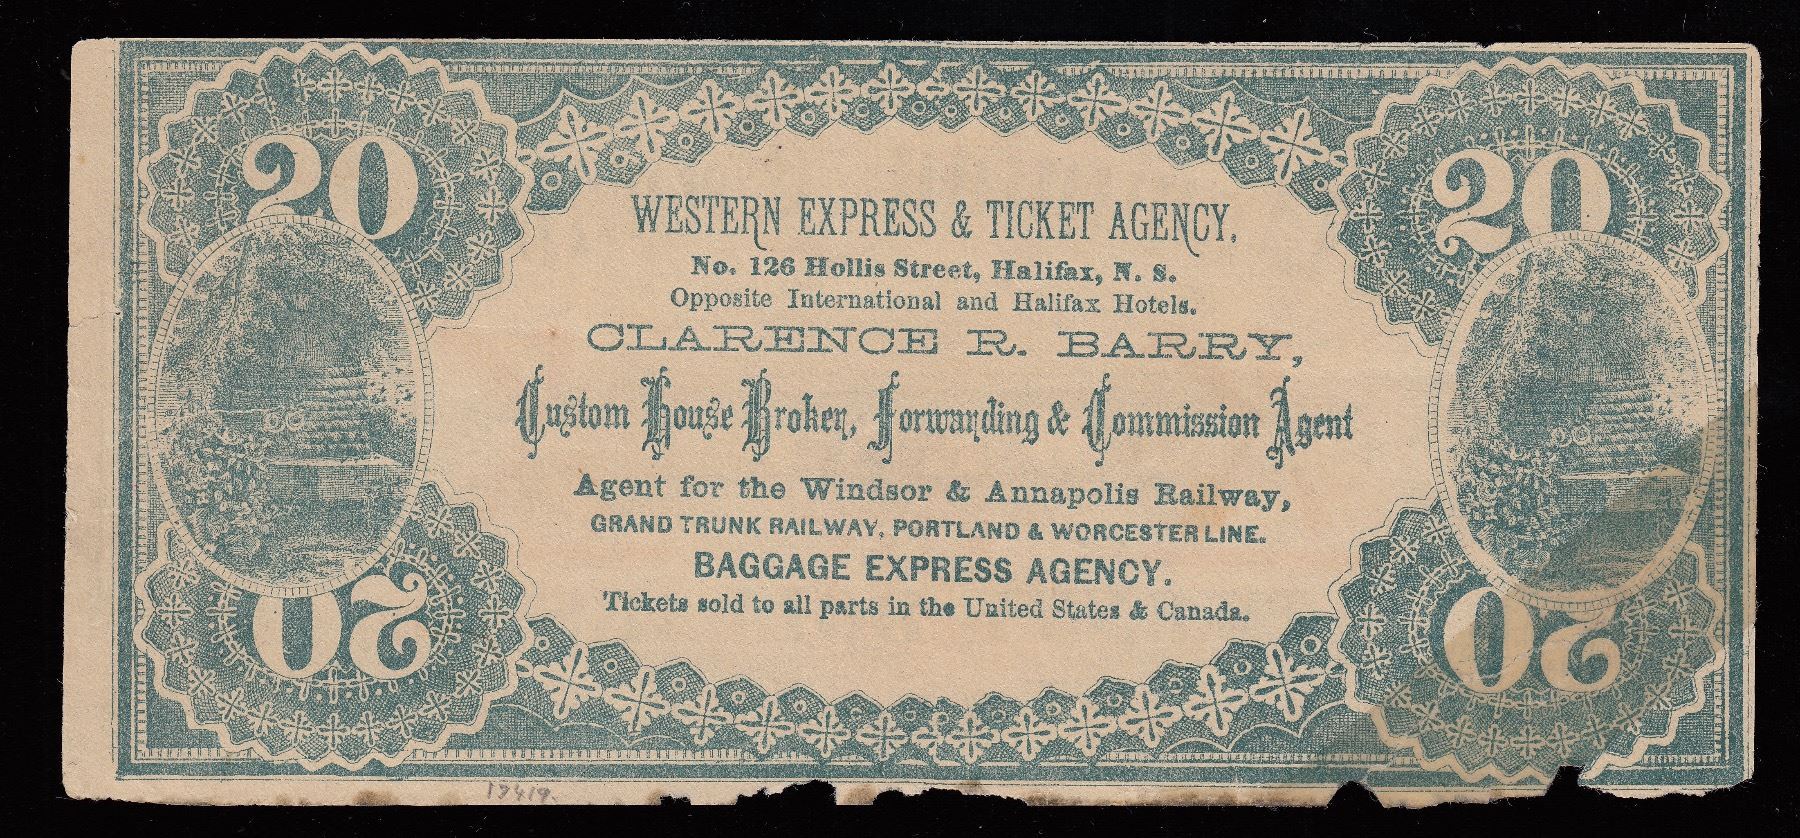 20
20
WESTERN EXPRESS & TICKET AGENCY.
No. 126 Hollis Street, Halifax, N. S.
Opposite International and Halifax Hotels.
CLARENCE R. BARRY,
Custom House Broker, Forwarding & Commission Agent
Agent for the Windsor & Annapolis Railway,
GRAND TRUNK RAILWAY, PORTLAND & WORCESTER LINE.
BAGGAGE EXPRESS AGENCY.
Tickets sold to all parts in the United States & Canada.
20
20
17419.